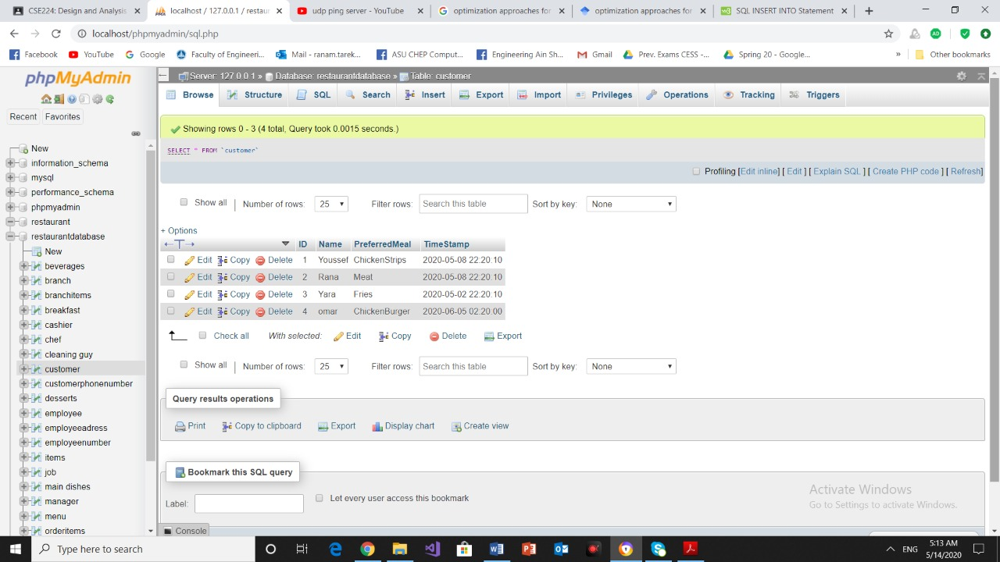 CSE224: Design and Analysis
localhost / 127.0.0.1 / restaur
udp ping server - YouTube
optimization approaches for
optimization approaches for
SQL INSERT INTO Statement
localhost/phpmyadmin/sql.php
Facebook YouTube Google Faculty of Engineeri... Mail - ranam.tarek... ASU CHEP Comput... Engineering Ain Sh... Gmail Prev. Exams CESS -... Spring 20 - Google... » Other bookmarks
phpMyAdmin
Recent Favorites
New
information_schema
mysql
performance_schema
phpmyadmin
restaurant
restaurantdatabase
New
beverages
branch
branchitems
breakfast
cashier
chef
cleaning guy
customer
customerphonenumber
desserts
employee
employeeadress
employeenumber
items
job
main dishes
manager
menu
orderitems
Server: 127.0.0.1 » Database: restaurantdatabase » Table: customer
Browse Structure SQL Search Insert Export Import Privileges Operations Tracking Triggers
Showing rows 0 - 3 (4 total, Query took 0.0015 seconds.)
SELECT * FROM `customer`
Profiling [Edit inline] [ Edit ] [ Explain SQL ] [ Create PHP code ] [ Refresh]
Show all | Number of rows: 25 Filter rows: Search this table Sort by key: None
+ Options
←T→ ID Name PreferredMeal TimeStamp
Edit Copy Delete 1 Youssef ChickenStrips 2020-05-08 22:20:10
Edit Copy Delete 2 Rana Meat 2020-05-08 22:20:10
Edit Copy Delete 3 Yara Fries 2020-05-02 22:20:10
Edit Copy Delete 4 omar ChickenBurger 2020-06-05 02:20:00
Check all With selected: Edit Copy Delete Export
Show all | Number of rows: 25 Filter rows: Search this table Sort by key: None
Query results operations
Print Copy to clipboard Export Display chart Create view
Bookmark this SQL query
Label: Let every user access this bookmark
Console
Activate Windows
Go to Settings to activate Windows.
Type here to search
ENG
5:13 AM
5/14/2020